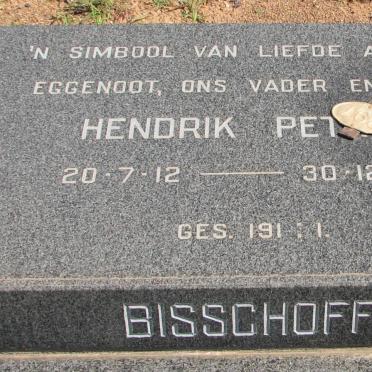 'N SIMBOOL VAN LIEFDE A
EGGENOOT, ONS VADER EN
HENDRIK PET
20-7-12 — 30-12
GES. 191 : 1.
BISSCHOFF